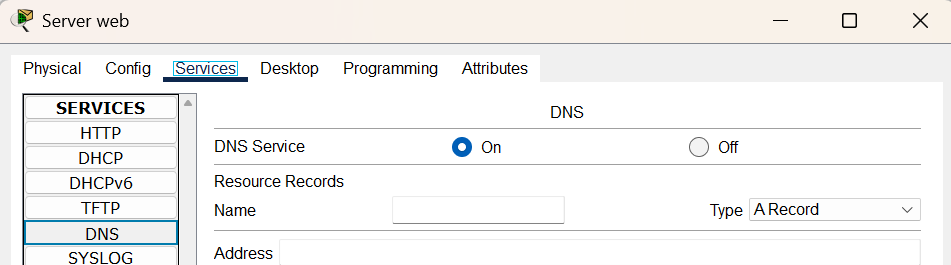 Server web
Physical Config Services Desktop Programming Attributes
SERVICES
HTTP
DHCP
DHCPv6
TFTP
DNS
SYSLOG
DNS
DNS Service On Off
Resource Records
Name Type A Record
Address